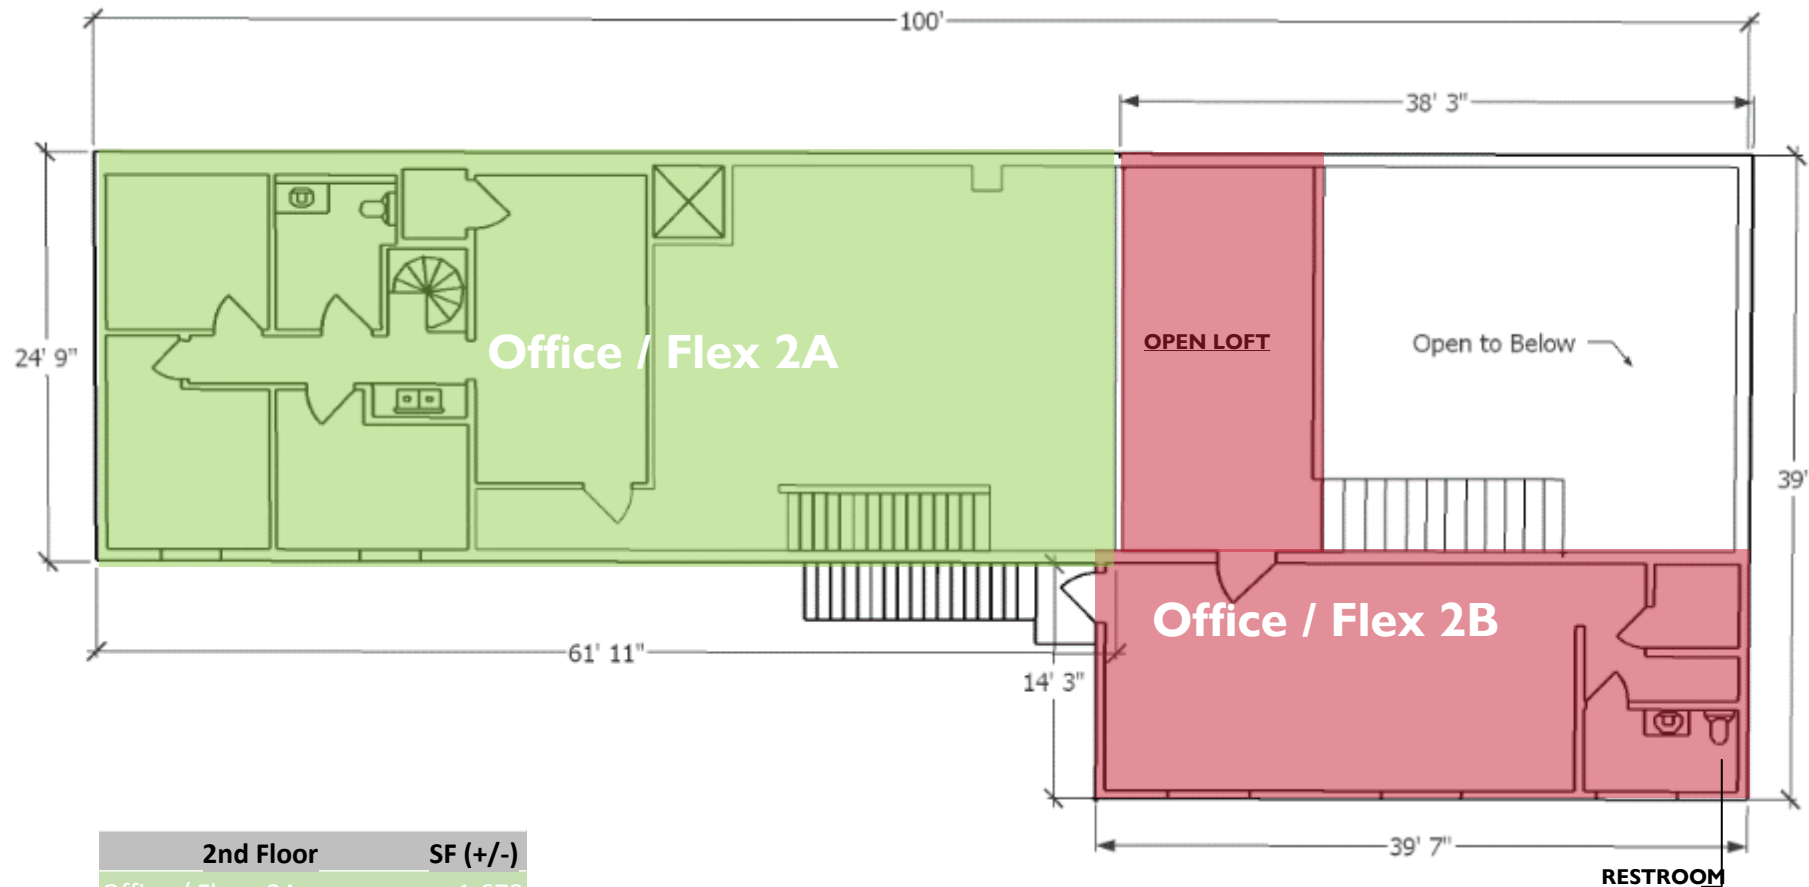 100'
38' 3"
24' 9"
Office / Flex 2A
OPEN LOFT
Open to Below
39'
Office / Flex 2B
61' 11"
14' 3"
39' 7"
2nd Floor SF (+/-)
RESTROOM